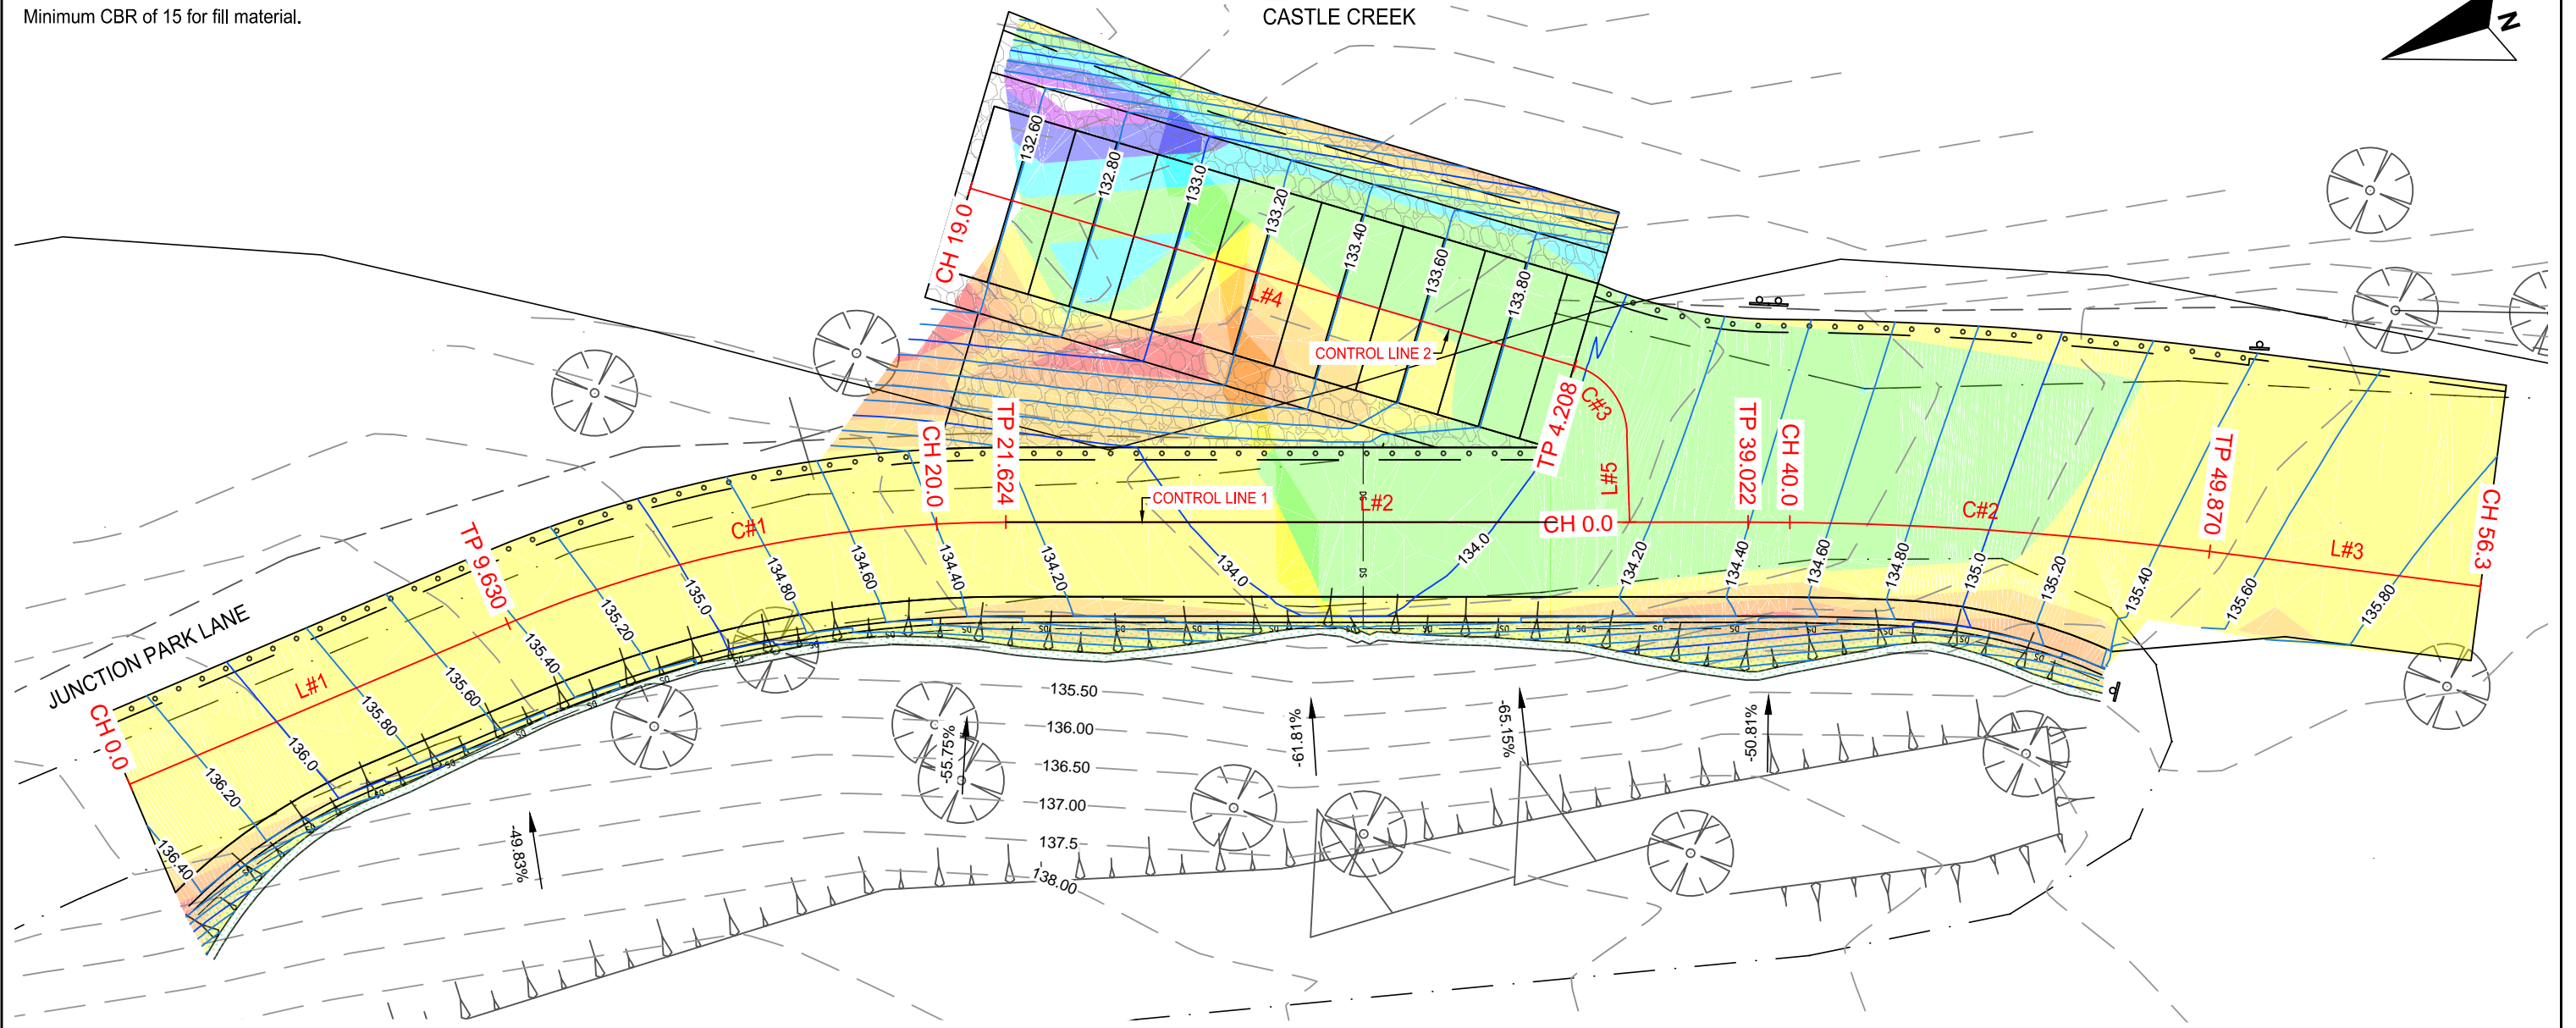 Minimum CBR of 15 for fill material.
CASTLE CREEK
N
132.60
132.80
133.0
133.20
133.40
133.60
133.80
CH 19.0
L#4
CONTROL LINE 2
TP 4.208
C#3
L#5
CH 0.0
CH 20.0
TP 21.624
CONTROL LINE 1
L#2
TP 39.022
CH 40.0
C#2
TP 49.870
L#3
CH 56.3
C#1
TP 9.630
JUNCTION PARK LANE
L#1
CH 0.0
136.40
136.20
136.0
135.80
135.60
135.40
135.20
135.0
134.80
134.60
134.40
134.20
134.0
134.0
134.20
134.40
134.60
134.80
135.0
135.20
135.40
135.60
135.80
135.50
136.00
136.50
137.00
137.5
138.00
-49.83%
-55.75%
-61.81%
-65.15%
-50.81%